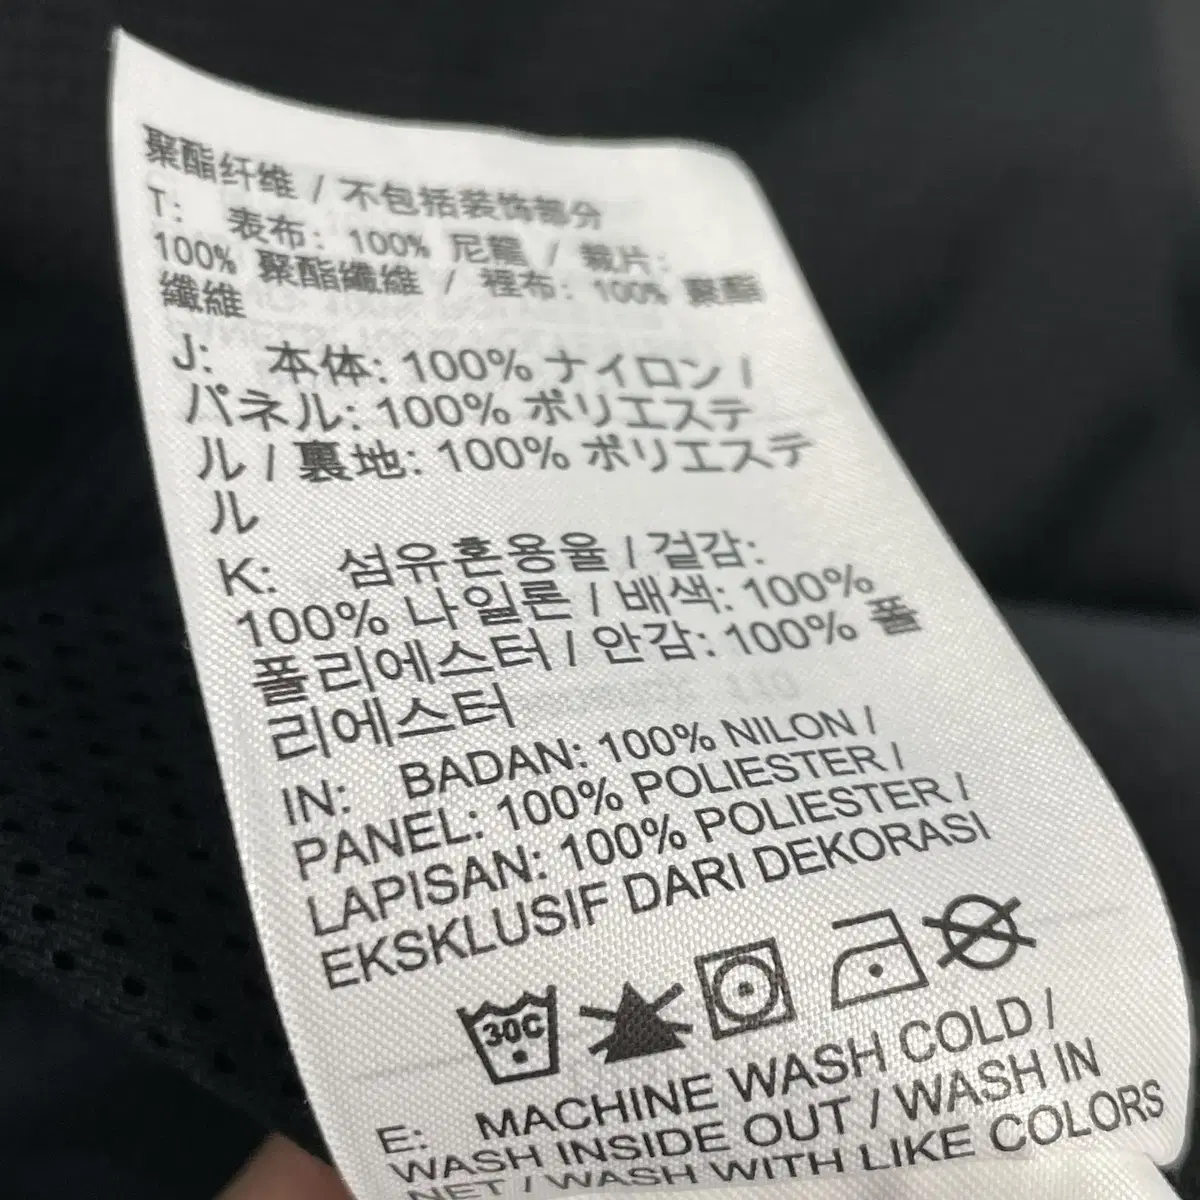 聚酯纤维 / 不包括装饰部分
T: 表布: 100% 尼龍 / 裁片:
100% 聚酯纖維 / 裡布: 100% 聚酯
纖維
J: 本体: 100% ナイロン /
パネル: 100% ポリエステ
ル / 裏地: 100% ポリエステ
ル
K: 섬유혼용율 / 겉감:
100% 나일론 / 배색: 100%
폴리에스터 / 안감: 100% 폴
리에스터
IN: BADAN: 100% NILON /
PANEL: 100% POLIESTER /
LAPISAN: 100% POLIESTER /
EKSKLUSIF DARI DEKORASI
30C
E: MACHINE WASH COLD /
WASH INSIDE OUT / WASH IN
NET / WASH WITH LIKE COLORS